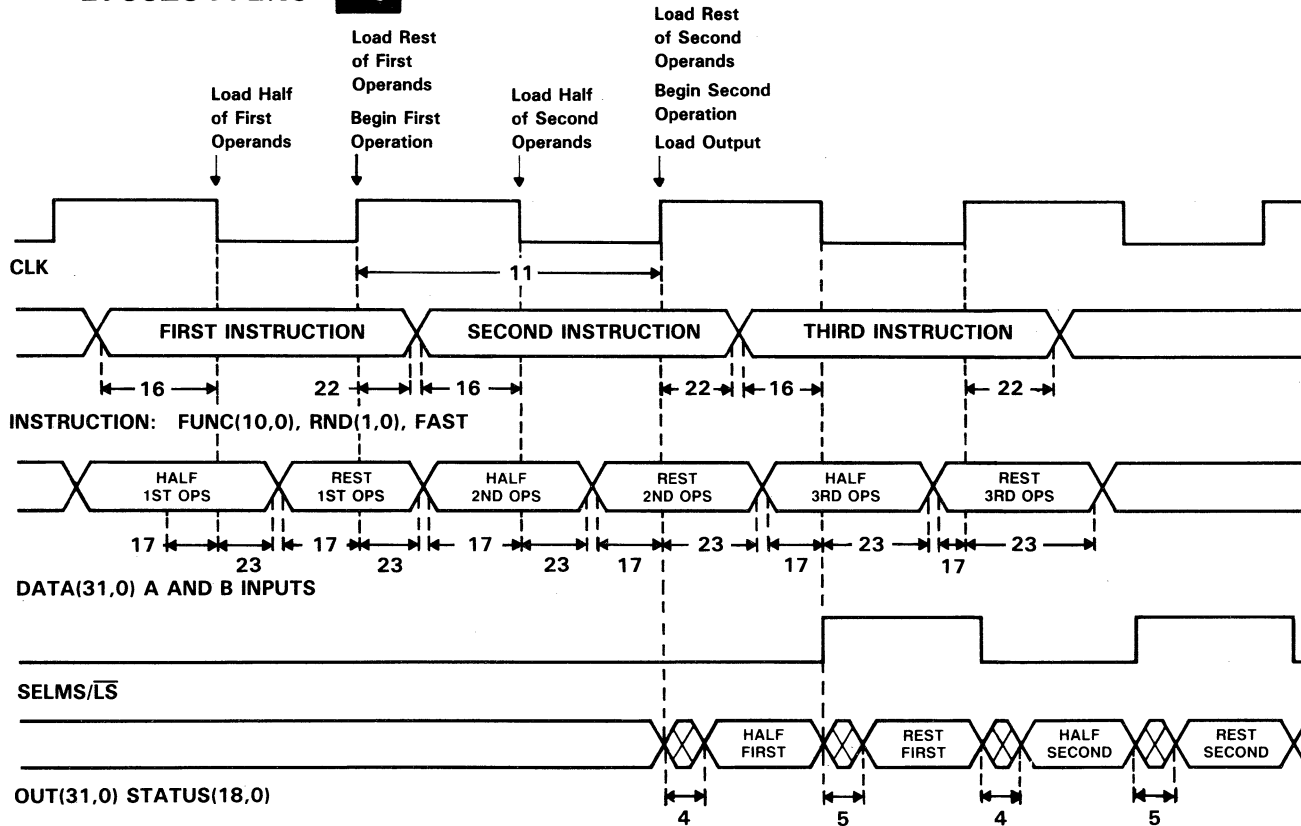 Load Half
of First
Operands
Load Rest
of First
Operands
Begin First
Operation
Load Half
of Second
Operands
Load Rest
of Second
Operands
Begin Second
Operation
Load Output
CLK
11
FIRST INSTRUCTION
SECOND INSTRUCTION
THIRD INSTRUCTION
16 22 16 22 16 22
INSTRUCTION: FUNC(10,0), RND(1,0), FAST
HALF
1ST OPS
REST
1ST OPS
HALF
2ND OPS
REST
2ND OPS
HALF
3RD OPS
REST
3RD OPS
17 23 17 23 17 23 17 23 17 23 17 23
DATA(31,0) A AND B INPUTS
SELMS/L̅S̅
HALF
FIRST
REST
FIRST
HALF
SECOND
REST
SECOND
OUT(31,0) STATUS(18,0)
4 5 4 5